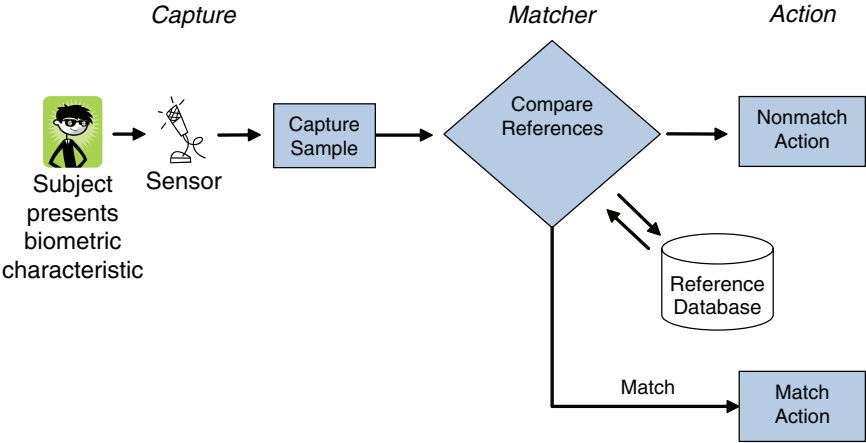 Capture
Matcher
Action
Subject
presents
biometric
characteristic
Sensor
Capture
Sample
Compare
References
Nonmatch
Action
Reference
Database
Match
Match
Action